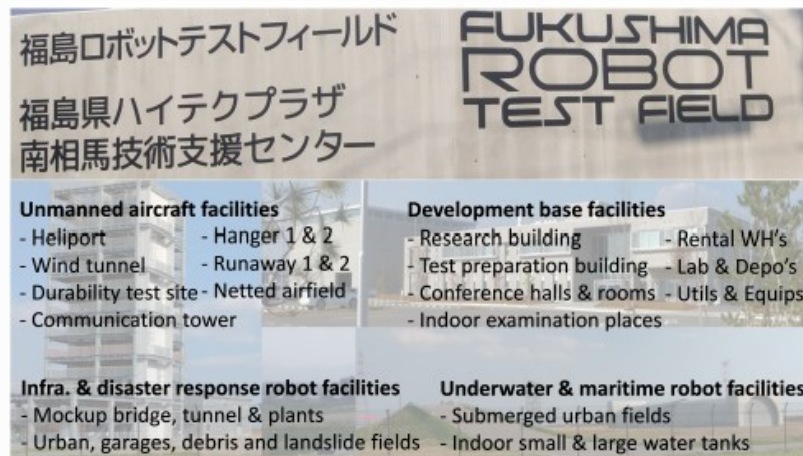 福島ロボットテストフィールド
福島県ハイテクプラザ
南相馬技術支援センター
FUKUSHIMA
ROBOT
TEST FIELD
Unmanned aircraft facilities
- Heliport - Hanger 1 & 2
- Wind tunnel - Runaway 1 & 2
- Durability test site - Netted airfield
- Communication tower
Development base facilities
- Research building - Rental WH's
- Test preparation building - Lab & Depo's
- Conference halls & rooms - Utils & Equips
- Indoor examination places
Infra. & disaster response robot facilities
- Mockup bridge, tunnel & plants
- Urban, garages, debris and landslide fields
Underwater & maritime robot facilities
- Submerged urban fields
- Indoor small & large water tanks